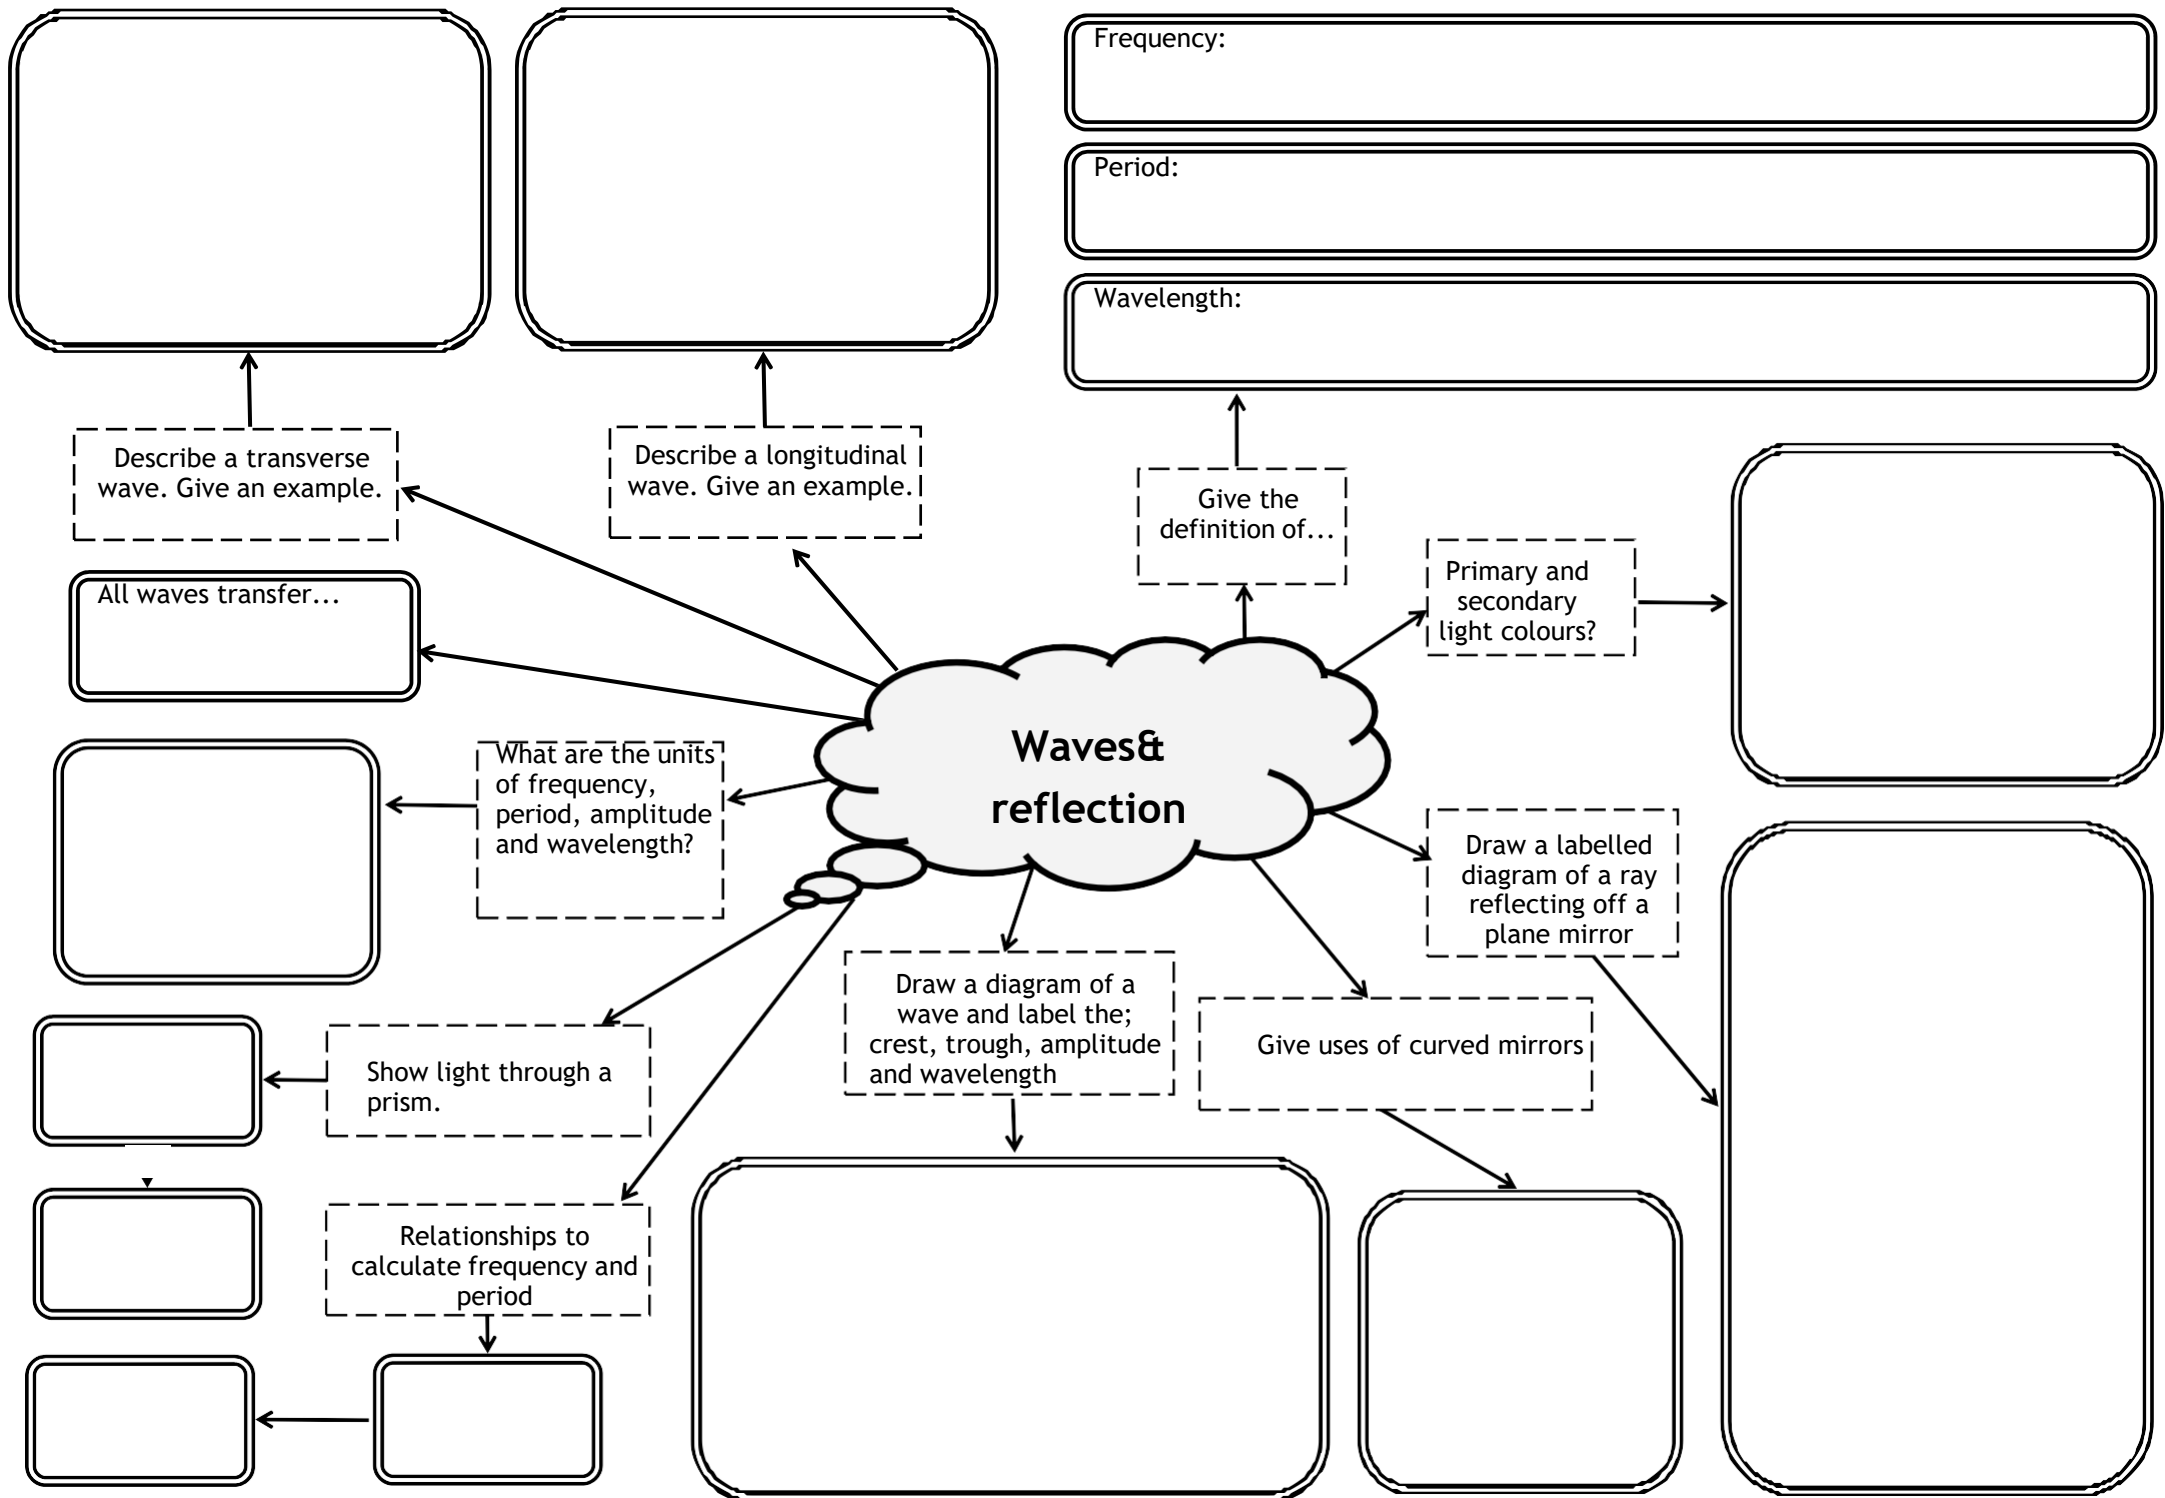 Frequency:
Period:
Wavelength:
Describe a transverse
wave. Give an example.
Describe a longitudinal
wave. Give an example.
Give the
definition of...
Primary and
secondary
light colours?
All waves transfer...
Waves&
reflection
What are the units
of frequency,
period, amplitude
and wavelength?
Draw a labelled
diagram of a ray
reflecting off a
plane mirror
Draw a diagram of a
wave and label the;
crest, trough, amplitude
and wavelength
Give uses of curved mirrors
Show light through a
prism.
Relationships to
calculate frequency and
period